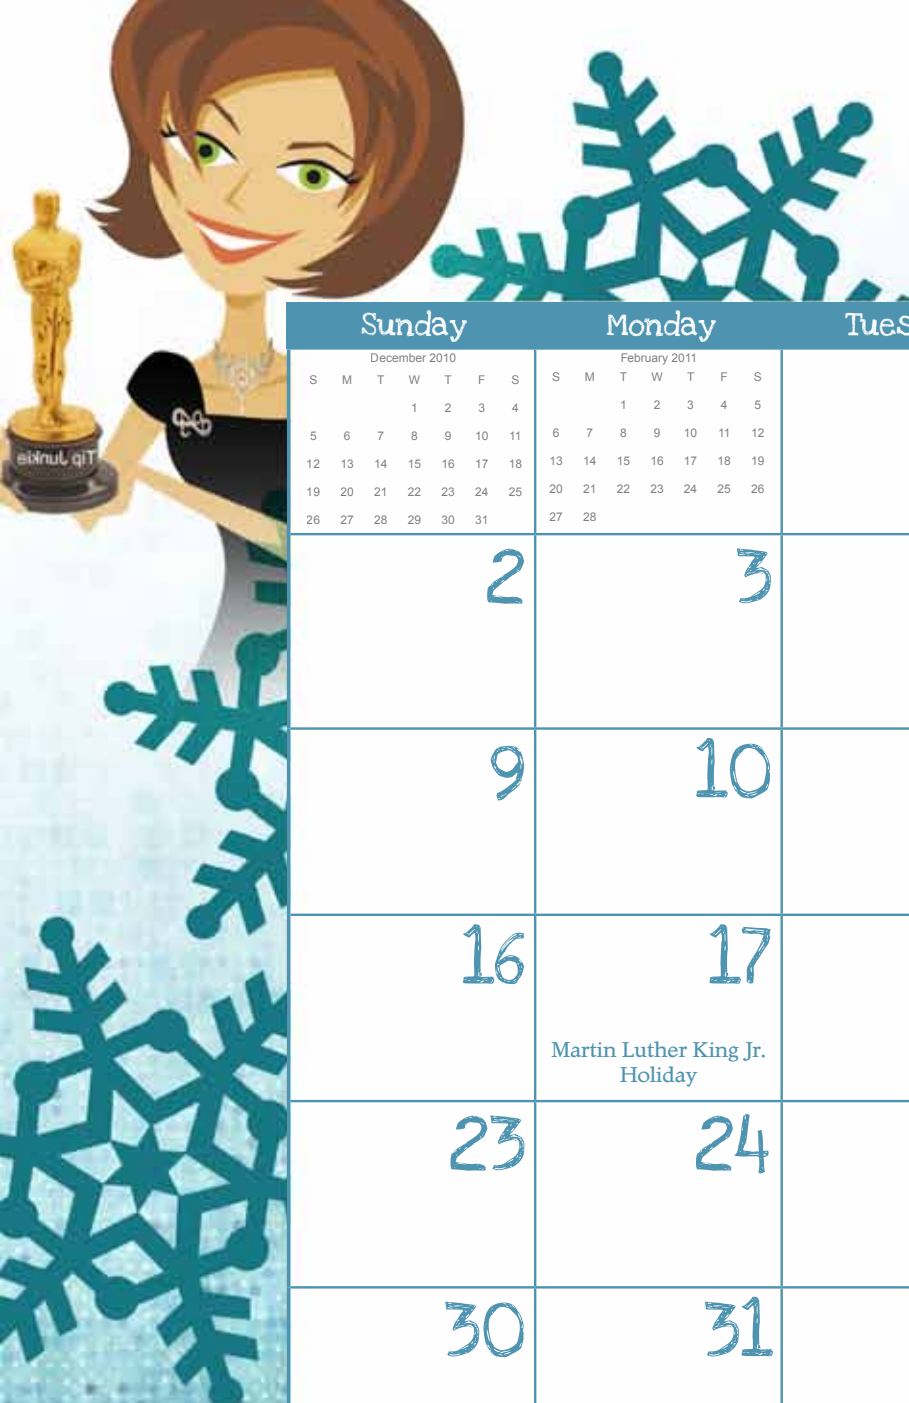 Sunday Monday Tues
December 2010
S M T W T F S
1 2 3 4
5 6 7 8 9 10 11
12 13 14 15 16 17 18
19 20 21 22 23 24 25
26 27 28 29 30 31
February 2011
S M T W T F S
1 2 3 4 5
6 7 8 9 10 11 12
13 14 15 16 17 18 19
20 21 22 23 24 25 26
27 28
Tip Junkie
2 3
9 10
16 17
Martin Luther King Jr.
Holiday
23 24
30 31